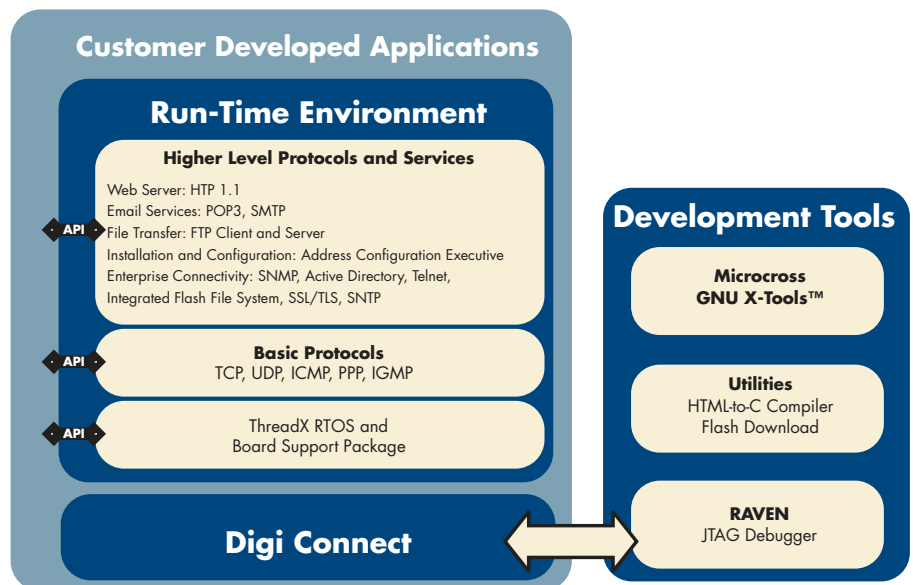 Customer Developed Applications
Run-Time Environment
Higher Level Protocols and Services
Web Server: HTP 1.1
Email Services: POP3, SMTP
API
File Transfer: FTP Client and Server
Installation and Configuration: Address Configuration Executive
Enterprise Connectivity: SNMP, Active Directory, Telnet,
Integrated Flash File System, SSL/TLS, SNTP
API
Basic Protocols
TCP, UDP, ICMP, PPP, IGMP
API
ThreadX RTOS and
Board Support Package
Digi Connect
Development Tools
Microcross
GNU X-Tools™
Utilities
HTML-to-C Compiler
Flash Download
RAVEN
JTAG Debugger